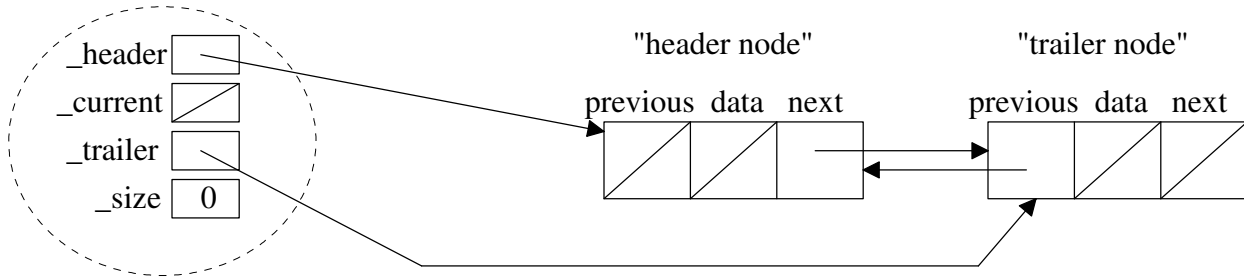 _header
_current
_trailer
_size 0
"header node" "trailer node"
previous data next previous data next